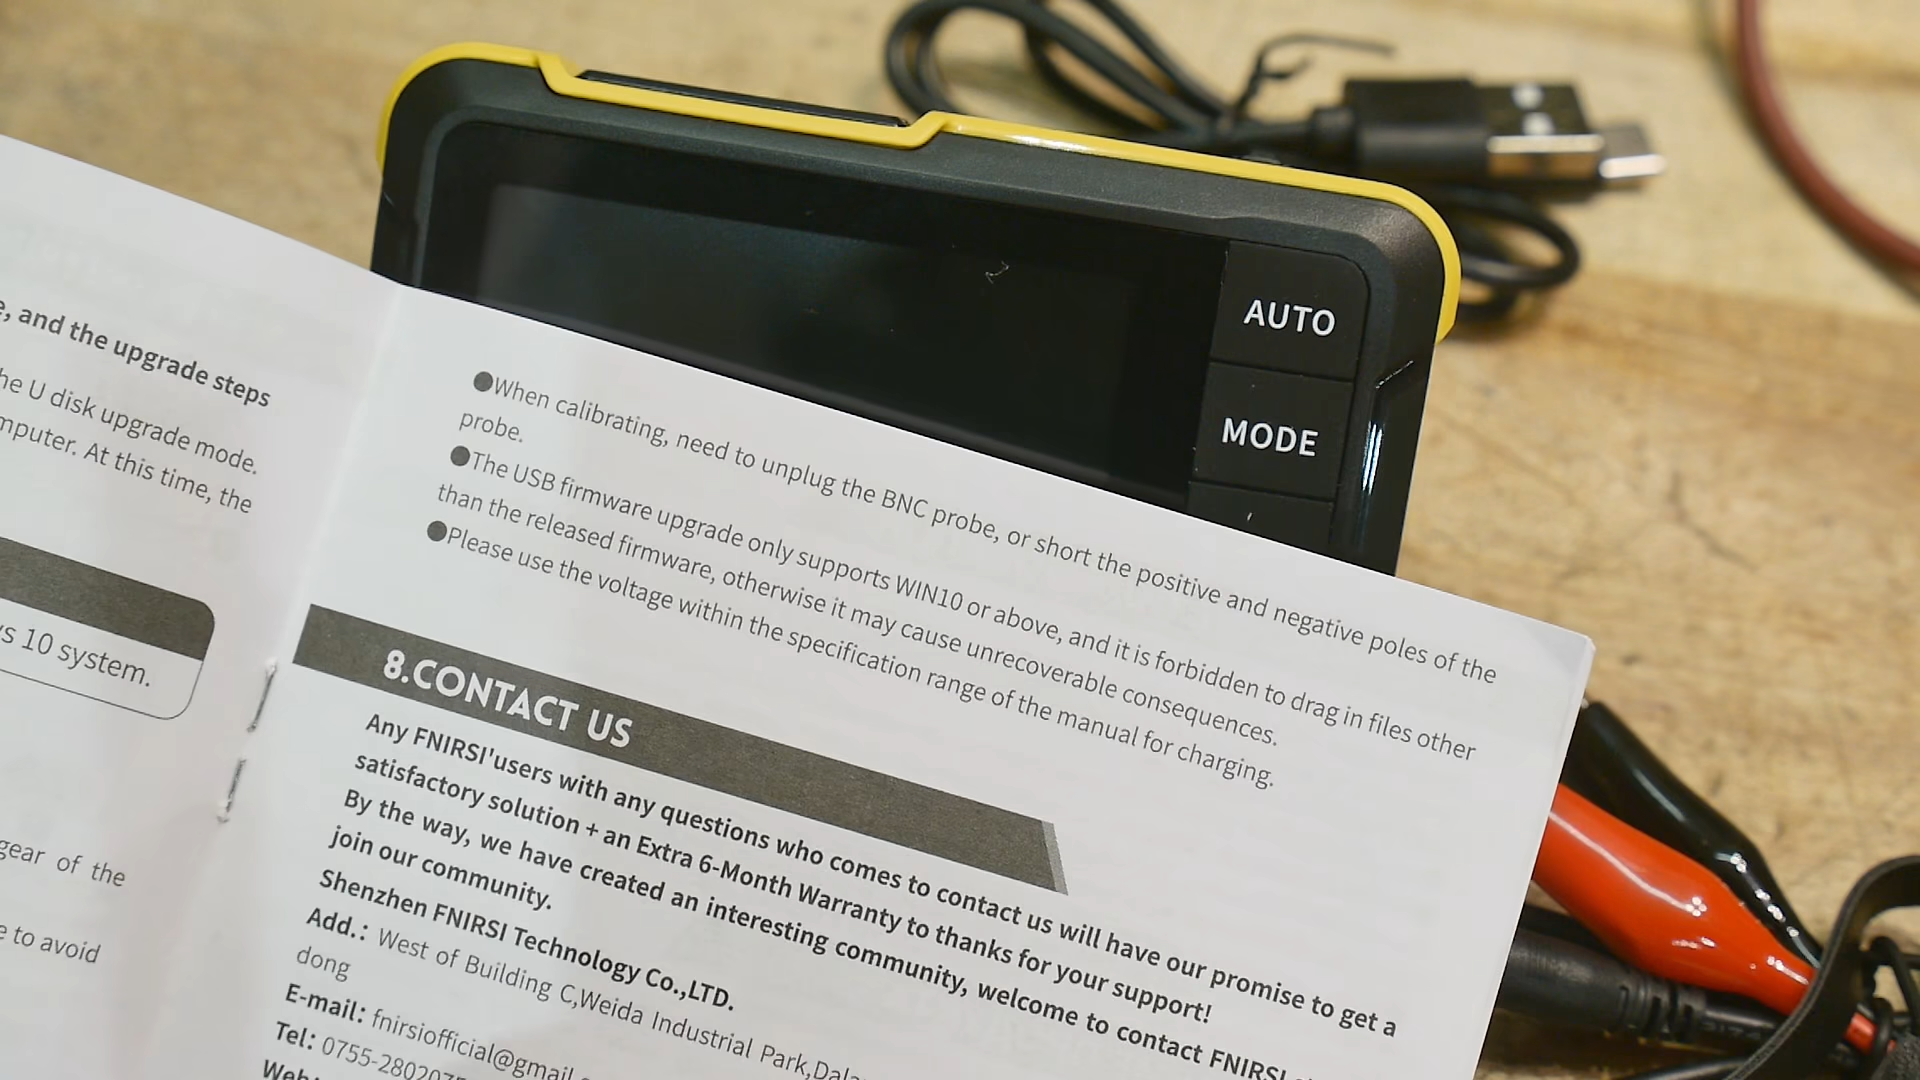 AUTO
MODE
, and the upgrade steps
he U disk upgrade mode.
mputer. At this time, the
s 10 system.
gear of the
e to avoid
●When calibrating, need to unplug the BNC probe, or short the positive and negative poles of the
probe.
●The USB firmware upgrade only supports WIN10 or above, and it is forbidden to drag in files other
than the released firmware, otherwise it may cause unrecoverable consequences.
●Please use the voltage within the specification range of the manual for charging.
8.CONTACT US
Any FNIRSI'users with any questions who comes to contact us will have our promise to get a
satisfactory solution + an Extra 6-Month Warranty to thanks for your support!
By the way, we have created an interesting community, welcome to contact FNIRSI
join our community.
Shenzhen FNIRSI Technology Co.,LTD.
Add.: West of Building C,Weida Industrial Park,Dala
dong
E-mail: fnirsiofficial@gmail
Tel: 0755-2802075
Web: